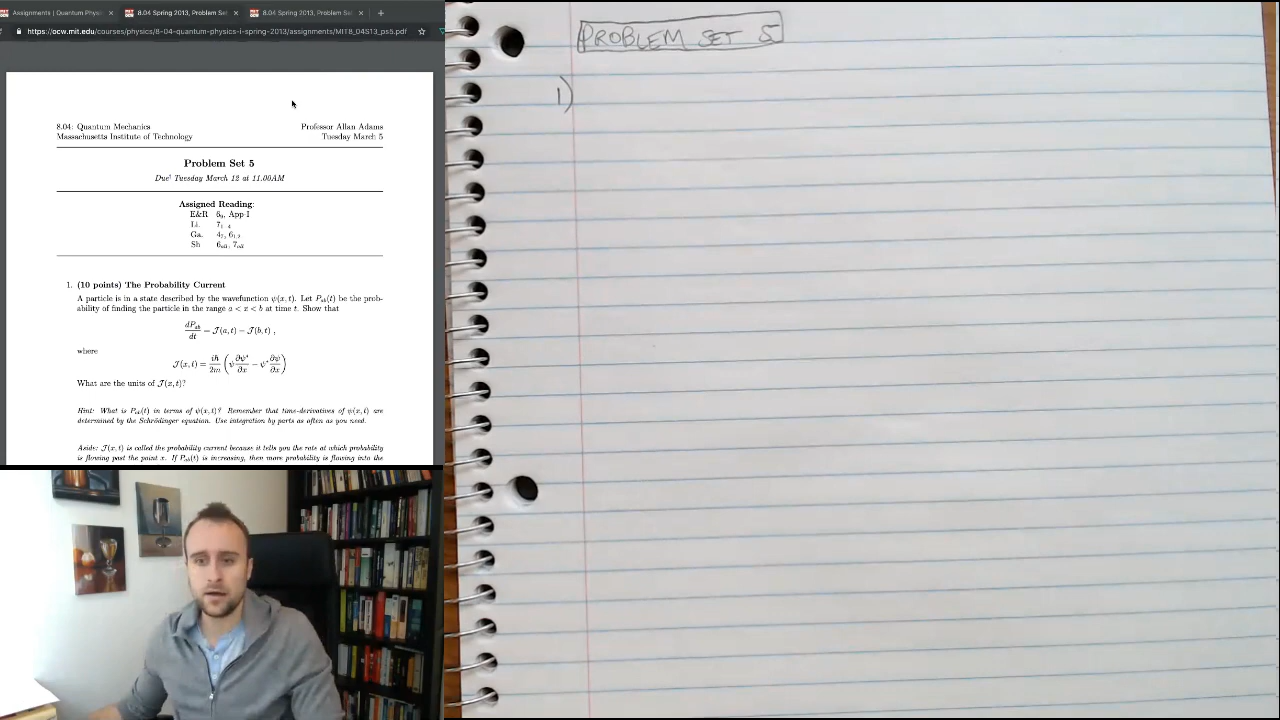 Assignments | Quantum Phys
8.04 Spring 2013, Problem Set
8.04 Spring 2013, Problem Set
https://ocw.mit.edu/courses/physics/8-04-quantum-physics-i-spring-2013/assignments/MIT8_04S13_ps5.pdf
8.04: Quantum Mechanics Professor Allan Adams
Massachusetts Institute of Technology Tuesday March 5
Problem Set 5
Due Tuesday March 12 at 11.00AM
Assigned Reading:
E&R App I
Li.
Ga.
Sh 6all, 7all
1. (10 points) The Probability Current
A particle is in a state described by the wavefunction ψ(x, t). Let Pab(t) be the prob-
ability of finding the particle in the range a < x < b at time t. Show that
dPab/dt = J(a, t) − J(b, t) ,
where
J(x, t) = iħ/2m (ψ ∂ψ*/∂x − ψ* ∂ψ/∂x)
What are the units of J(x, t)?
Hint: What is Pab(t) in terms of ψ(x, t)? Remember that time-derivatives of ψ(x, t) are
determined by the Schrödinger equation. Use integration by parts as often as you need.
Aside: J(x, t) is called the probability current because it tells you the rate at which probability
is flowing past the point x. If Pab(t) is increasing, then more probability is flowing into the
PROBLEM SET 5
1)